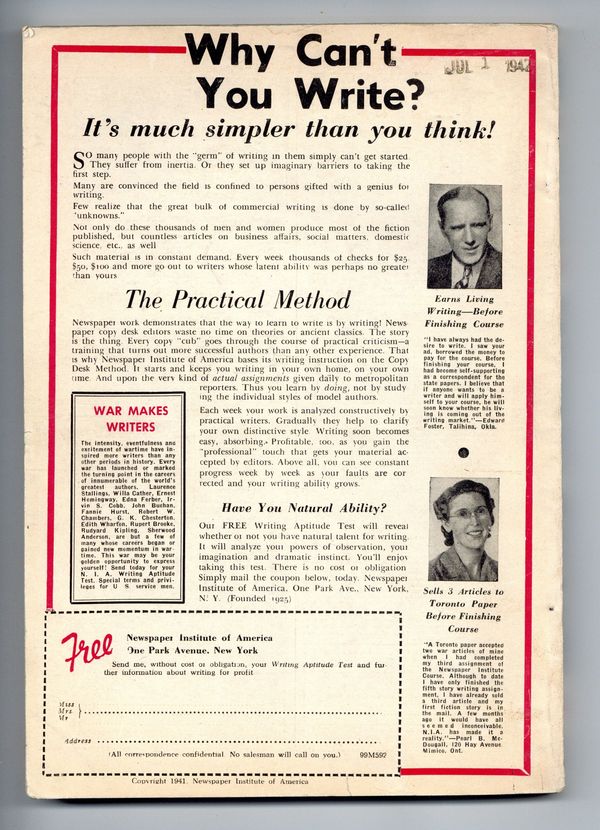 Why Can't
You Write?
JUL 1 1942
It's much simpler than you think!
SO many people with the "germ" of writing in them simply can't get started
They suffer from inertia. Or they set up imaginary barriers to taking the
first step.
Many are convinced the field is confined to persons gifted with a genius for
writing.
Few realize that the great bulk of commercial writing is done by so-called
"unknowns."
Not only do these thousands of men and women produce most of the fiction
published, but countless articles on business affairs, social matters, domestic
science, etc., as well
Such material is in constant demand. Every week thousands of checks for $25,
$50, $100 and more go out to writers whose latent ability was perhaps no greater
than yours
The Practical Method
Newspaper work demonstrates that the way to learn to write is by writing! News-
paper copy desk editors waste no time on theories or ancient classics. The story
is the thing. Every copy "cub" goes through the course of practical criticism—a
training that turns out more successful authors than any other experience. That
is why Newspaper Institute of America bases its writing instruction on the Copy
Desk Method. It starts and keeps you writing in your own home, on your own
time. And upon the very kind of actual assignments given daily to metropolitan
reporters. Thus you learn by doing, not by study-
ing the individual styles of model authors.
Each week your work is analyzed constructively by
practical writers. Gradually they help to clarify
your own distinctive style. Writing soon becomes
easy, absorbing. Profitable, too, as you gain the
"professional" touch that gets your material ac-
cepted by editors. Above all, you can see constant
progress week by week as your faults are cor
rected and your writing ability grows.
Have You Natural Ability?
Our FREE Writing Aptitude Test will reveal
whether or not you have natural talent for writing.
It will analyze your powers of observation, your
imagination and dramatic instinct. You'll enjoy
taking this test. There is no cost or obligation.
Simply mail the coupon below, today. Newspaper
Institute of America, One Park Ave., New York,
N. Y. (Founded 1925)
WAR MAKES
WRITERS
The intensity, eventfulness and
excitement of wartime have in-
spired more writers than any
other periods in history. Every
war has launched or marked
the turning point in the careers
of innumerable of the world's
greatest authors. Laurence
Stallings, Willa Cather, Ernest
Hemingway, Edna Ferber, Ir-
vin S. Cobb, John Buchan,
Fannie Hurst, Robert W.
Chambers, G. K. Chesterton,
Edith Wharfon, Rupert Brooke,
Rudyard Kipling, Sherwood
Anderson, are but a few of
many whose careers began or
gained new momentum in war-
time. This war may be your
golden opportunity to express
yourself! Send today for your
N. I. A. Writing Aptitude
Test. Special terms and privi-
leges for U S service men.
Earns Living
Writing—Before
Finishing Course
"I have always had the de-
sire to write. I saw your
ad, borrowed the money to
pay for the course. Before
finishing your course, I
had become self-supporting
as a correspondent for the
state papers. I believe that
if anyone wants to be a
writer and will apply him-
self to your course, he will
soon know whether his liv-
ing is coming out of the
writing market."—Edward
Foster, Talihina, Okla.
Sells 3 Articles to
Toronto Paper
Before Finishing
Course
"A Toronto paper accepted
two war articles of mine
when I had completed
my third assignment of
the Newspaper Institute
Course. Although to date
I have only finished the
fifth story writing assign-
ment, I have already sold
a third article and my
first fiction story is in
the mail. A few months
ago it would have all
seemed inconceivable.
N.I.A. has made it a
reality."—Pearl B. Mc-
Dougall, 120 Hay Avenue
Mimico, Ont.
Free
Newspaper Institute of America
One Park Avenue, New York
Send me, without cost or obligation, your Writing Aptitude Test and fur-
ther information about writing for profit
Miss
Mrs
Mr
Address
(All correspondence confidential No salesman will call on you.) 99M592
Copyright 1941, Newspaper Institute of America